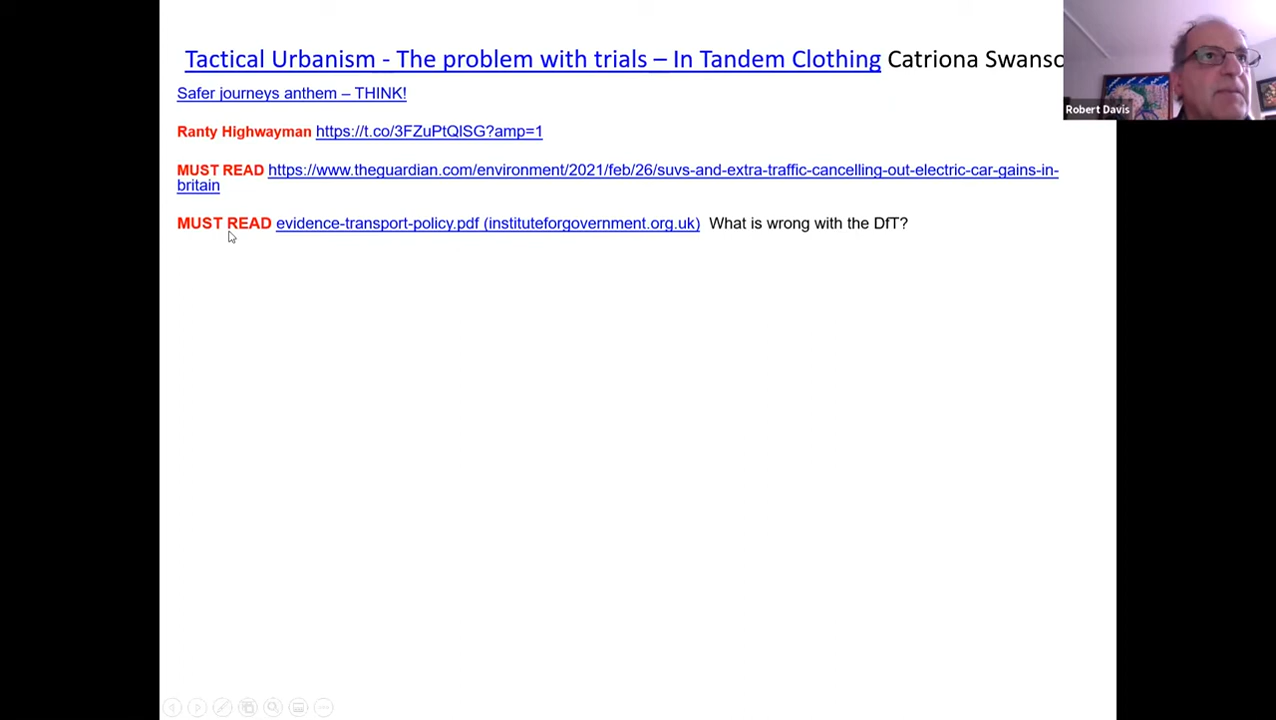 Tactical Urbanism - The problem with trials – In Tandem Clothing Catriona
Safer journeys anthem – THINK!
Robert Davis
Ranty Highwayman https://t.co/3FZuPtQlSG?amp=1
MUST READ https://www.theguardian.com/environment/2021/feb/26/suvs-and-extra-traffic-cancelling-out-electric-car-gains-in-
britain
MUST READ evidence-transport-policy.pdf (instituteforgovernment.org.uk) What is wrong with the DfT?